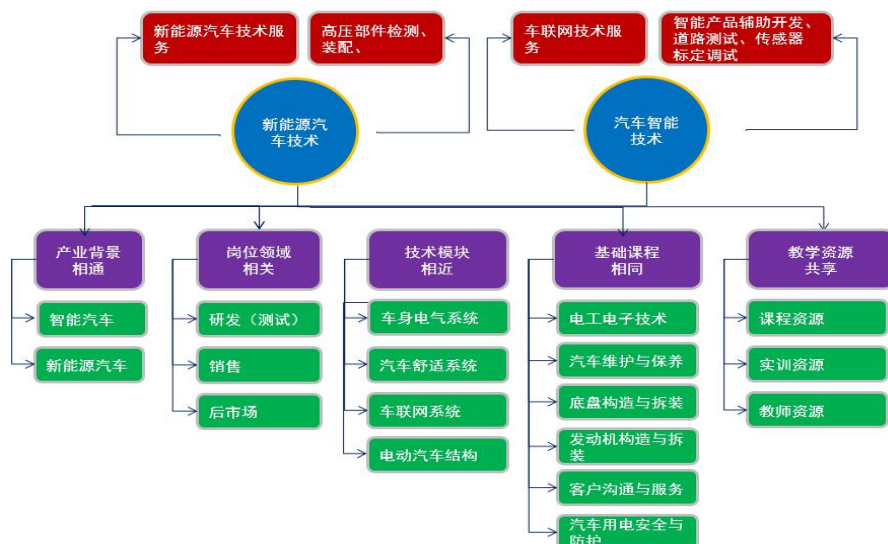 新能源汽车技术服
务
高压部件检测、
装配、
车联网技术服
务
智能产品辅助开发、
道路测试、传感器
标定调试
新能源汽
车技术
汽车智能
技术
产业背景
相通
岗位领域
相关
技术模块
相近
基础课程
相同
教学资源
共享
智能汽车
新能源汽车
研发（测试）
销售
后市场
车身电气系统
汽车舒适系统
车联网系统
电动汽车结构
电工电子技术
汽车维护与保养
底盘构造与拆装
发动机构造与拆
装
客户沟通与服务
汽车用电安全与
防护
课程资源
实训资源
教师资源